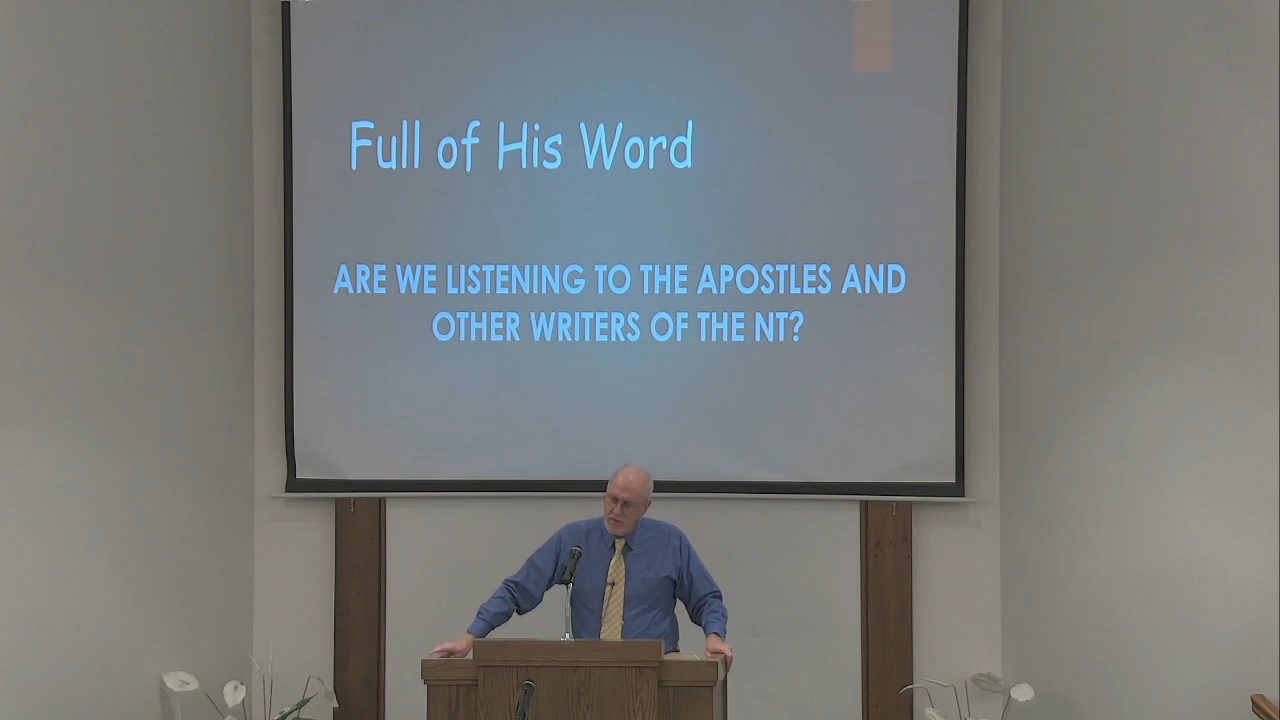 Full of His Word
ARE WE LISTENING TO THE APOSTLES AND
OTHER WRITERS OF THE NT?